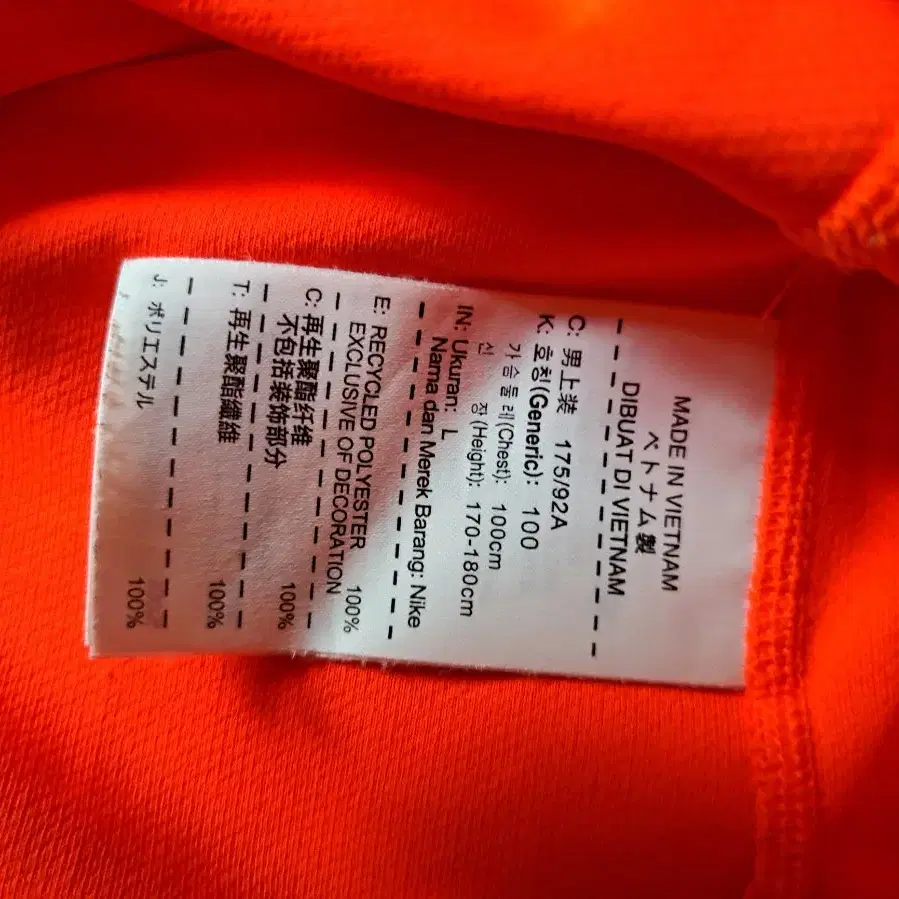 MADE IN VIETNAM
ベトナム製
DIBUAT DI VIETNAM
C: 男上装 175/92A
K: 호칭(Generic): 100
가슴둘레(Chest): 100cm
신 장(Height): 170-180cm
IN: Ukuran: L
Nama dan Merek Barang: Nike
E: RECYCLED POLYESTER 100%
EXCLUSIVE OF DECORATION
C: 再生聚酯纤维 100%
不包括装饰部分
T: 再生聚酯纖維 100%
J: ポリエステル 100%